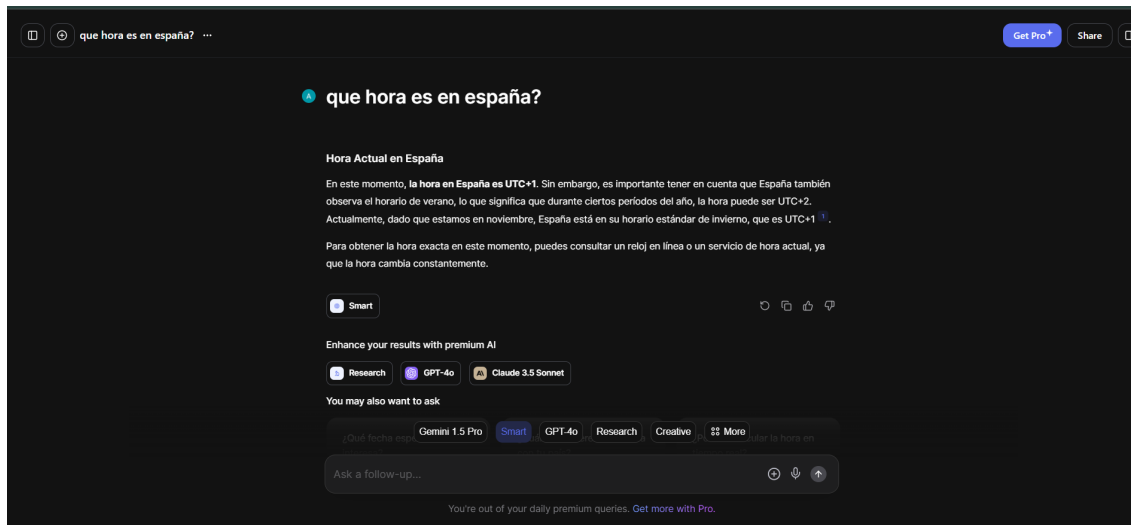 que hora es en españa? ...
Get Pro+
Share
A
que hora es en españa?
Hora Actual en España
En este momento, la hora en España es UTC+1. Sin embargo, es importante tener en cuenta que España también
observa el horario de verano, lo que significa que durante ciertos períodos del año, la hora puede ser UTC+2.
Actualmente, dado que estamos en noviembre, España está en su horario estándar de invierno, que es UTC+1 1.
Para obtener la hora exacta en este momento, puedes consultar un reloj en línea o un servicio de hora actual, ya
que la hora cambia constantemente.
Smart
Enhance your results with premium AI
Research
GPT-4o
Claude 3.5 Sonnet
You may also want to ask
Gemini 1.5 Pro
Smart
GPT-4o
Research
Creative
More
¿Qué fecha
la hora en
Ask a follow-up...
You're out of your daily premium queries. Get more with Pro.